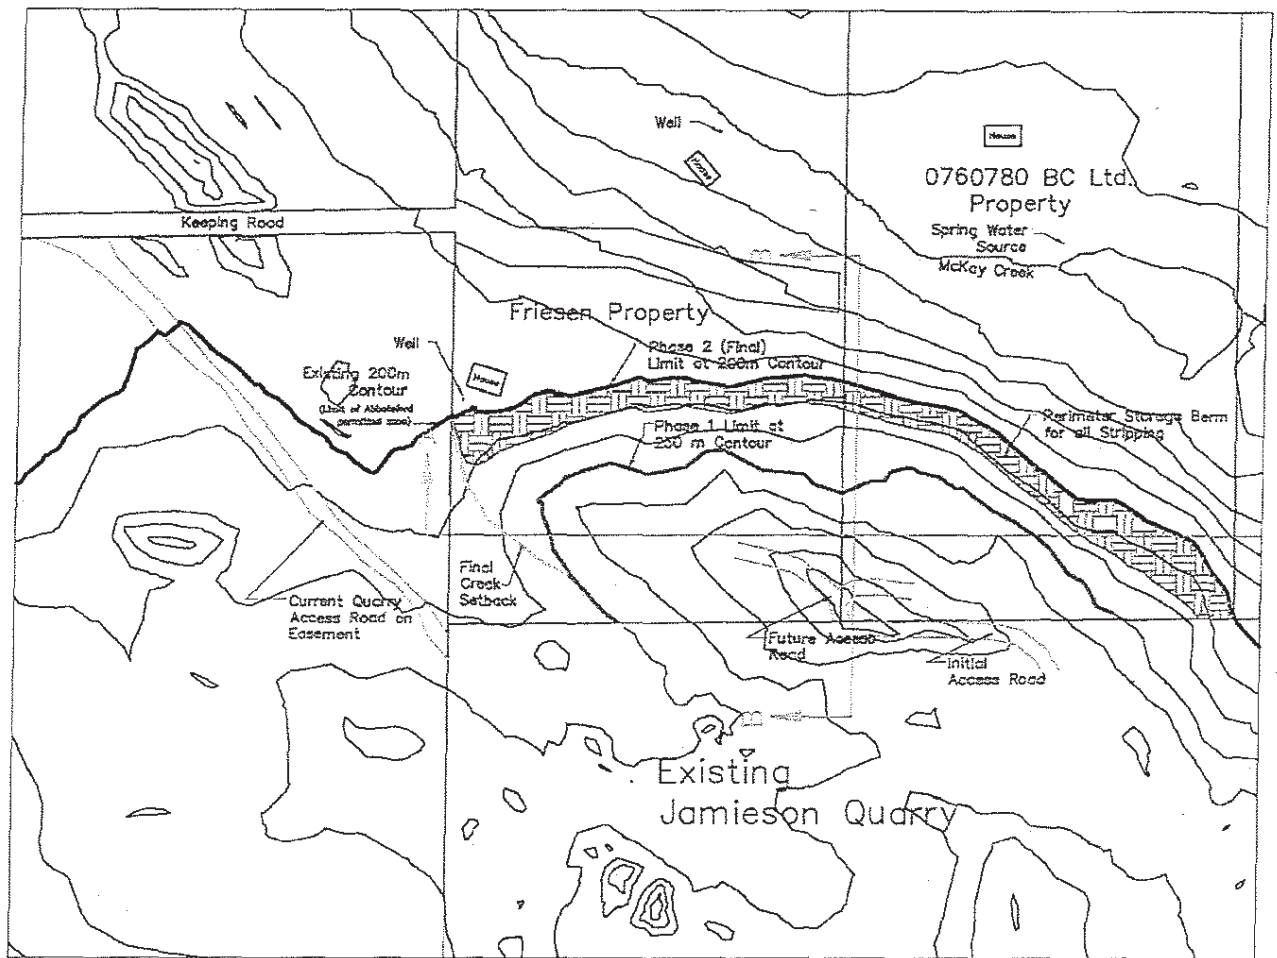 Well
House
House
0760780 BC Ltd.
Property
Keeping Road
Spring Water
Source
McKay Creek
B
Friesen Property
Well
Phase 2 (Final)
Limit at 200m Contour
House
Existing 200m
Contour
(Limit of Abbotsford
permitted zone)
Phase 1 Limit at
250 m Contour
Perimeter Storage Berm
for all Stripping
Final
Creek
Setback
Current Quarry
Access Road on
Easement
Future Access
Road
Initial
Access Road
B
Existing
Jamieson Quarry